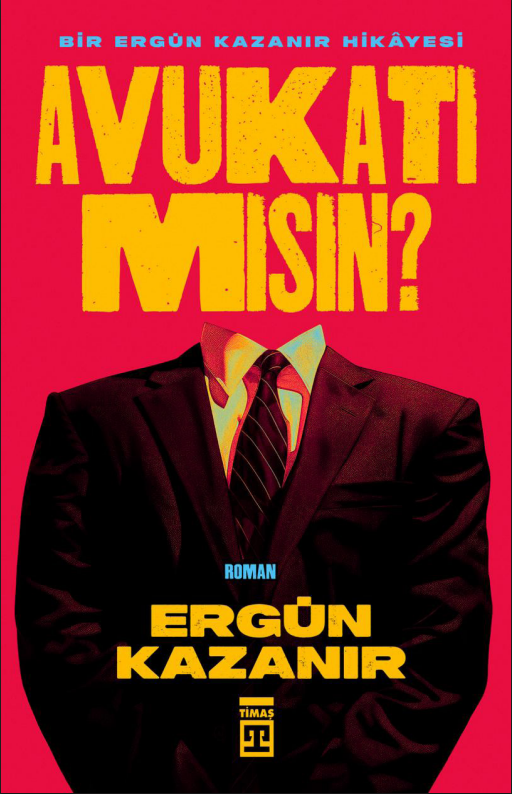 BİR ERGÜN KAZANIR HİKÂYESİ
AVUKATI
MISIN?
ROMAN
ERGÜN
KAZANIR
TİMAŞ
T